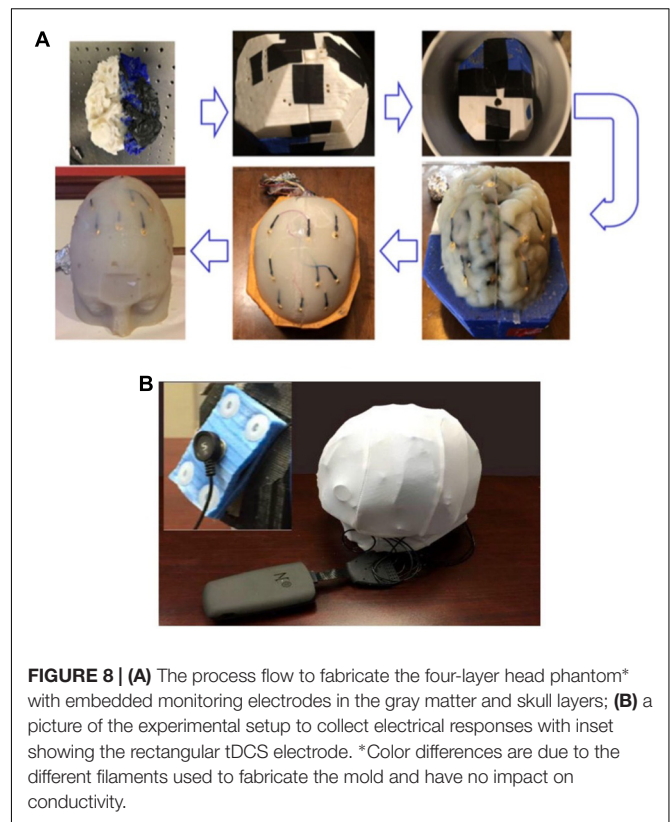 A
B
FIGURE 8 | (A) The process flow to fabricate the four-layer head phantom*
with embedded monitoring electrodes in the gray matter and skull layers; (B) a
picture of the experimental setup to collect electrical responses with inset
showing the rectangular tDCS electrode. *Color differences are due to the
different filaments used to fabricate the mold and have no impact on
conductivity.